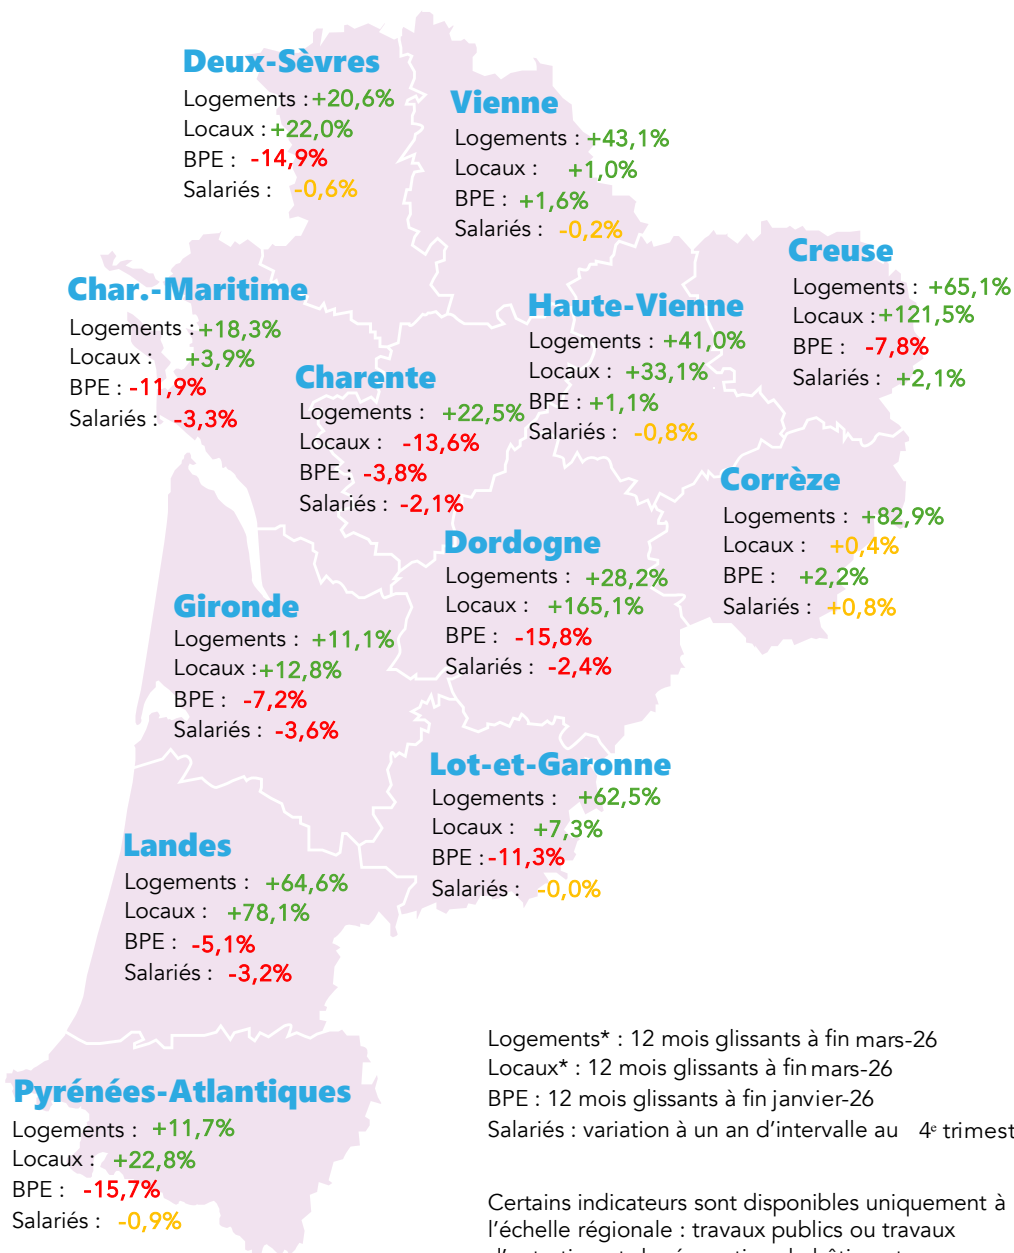 Deux-Sèvres
Logements : +20,6%
Locaux : +22,0%
BPE : -14,9%
Salariés : -0,6%
Vienne
Logements : +43,1%
Locaux : +1,0%
BPE : +1,6%
Salariés : -0,2%
Creuse
Logements : +65,1%
Locaux : +121,5%
BPE : -7,8%
Salariés : +2,1%
Char.-Maritime
Logements : +18,3%
Locaux : +3,9%
BPE : -11,9%
Salariés : -3,3%
Haute-Vienne
Logements : +41,0%
Locaux : +33,1%
BPE : +1,1%
Salariés : -0,8%
Charente
Logements : +22,5%
Locaux : -13,6%
BPE : -3,8%
Salariés : -2,1%
Corrèze
Logements : +82,9%
Locaux : +0,4%
BPE : +2,2%
Salariés : +0,8%
Dordogne
Logements : +28,2%
Locaux : +165,1%
BPE : -15,8%
Salariés : -2,4%
Gironde
Logements : +11,1%
Locaux : +12,8%
BPE : -7,2%
Salariés : -3,6%
Lot-et-Garonne
Logements : +62,5%
Locaux : +7,3%
BPE : -11,3%
Salariés : -0,0%
Landes
Logements : +64,6%
Locaux : +78,1%
BPE : -5,1%
Salariés : -3,2%
Pyrénées-Atlantiques
Logements : +11,7%
Locaux : +22,8%
BPE : -15,7%
Salariés : -0,9%
Logements* : 12 mois glissants à fin mars-26
Locaux* : 12 mois glissants à fin mars-26
BPE : 12 mois glissants à fin janvier-26
Salariés : variation à un an d'intervalle au 4e trimest
Certains indicateurs sont disponibles uniquement à
l'échelle régionale : travaux publics ou travaux